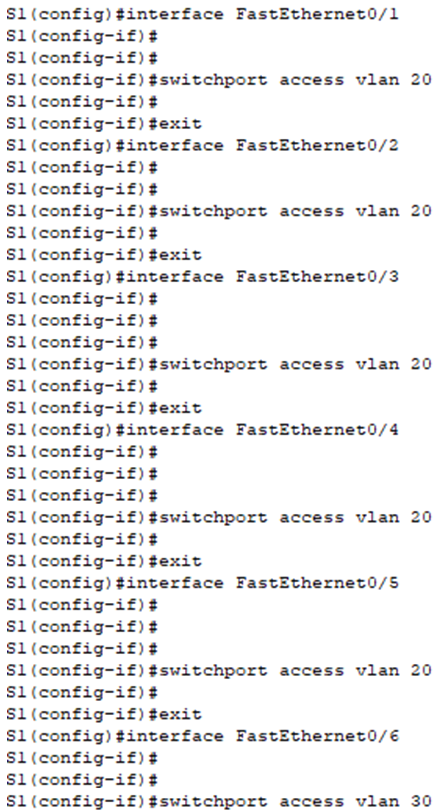 S1(config)#interface FastEthernet0/1
S1(config-if)#
S1(config-if)#
S1(config-if)#switchport access vlan 20
S1(config-if)#
S1(config-if)#exit
S1(config)#interface FastEthernet0/2
S1(config-if)#
S1(config-if)#
S1(config-if)#switchport access vlan 20
S1(config-if)#
S1(config-if)#exit
S1(config)#interface FastEthernet0/3
S1(config-if)#
S1(config-if)#
S1(config-if)#
S1(config-if)#switchport access vlan 20
S1(config-if)#
S1(config-if)#exit
S1(config)#interface FastEthernet0/4
S1(config-if)#
S1(config-if)#
S1(config-if)#
S1(config-if)#switchport access vlan 20
S1(config-if)#
S1(config-if)#exit
S1(config)#interface FastEthernet0/5
S1(config-if)#
S1(config-if)#
S1(config-if)#
S1(config-if)#switchport access vlan 20
S1(config-if)#
S1(config-if)#exit
S1(config)#interface FastEthernet0/6
S1(config-if)#
S1(config-if)#
S1(config-if)#switchport access vlan 30